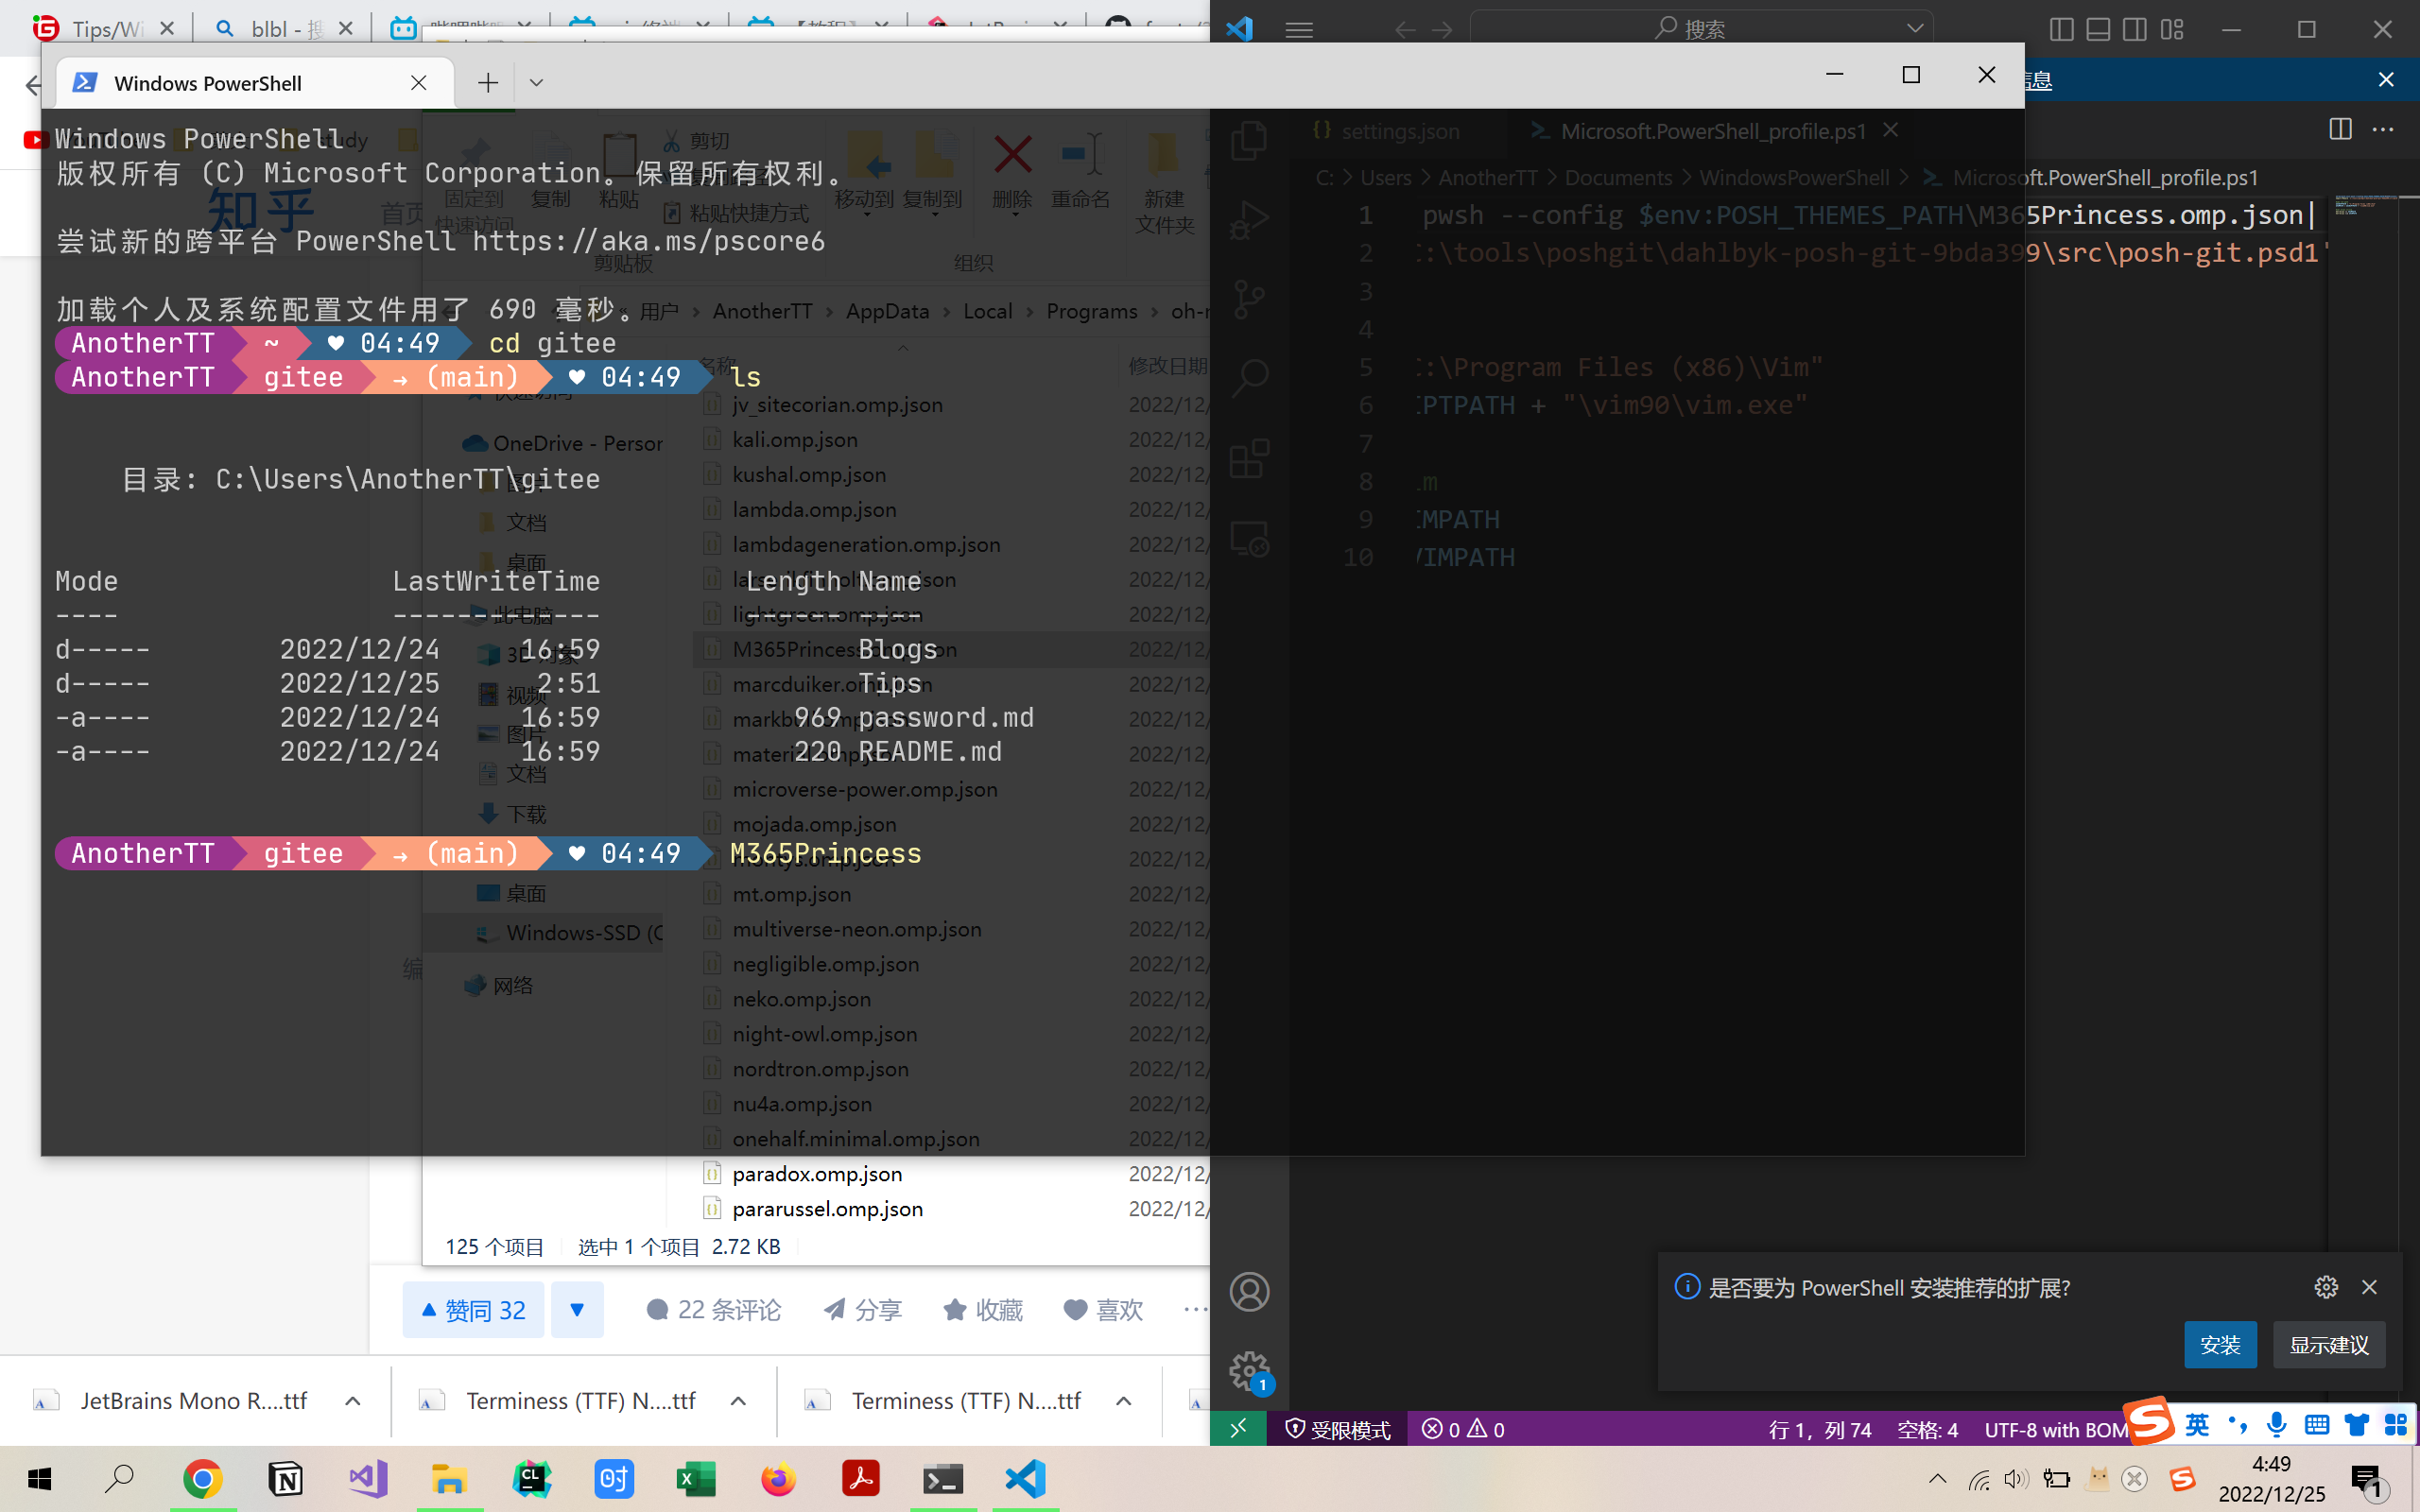 Tips/Wi
blbl - 搜
搜索
Windows PowerShell
信息
Windows PowerShell
版权所有 (C) Microsoft Corporation。保留所有权利。
尝试新的跨平台 PowerShell https://aka.ms/pscore6
加载个人及系统配置文件用了 690 毫秒。
AnotherTT ~ ♥ 04:49 cd gitee
AnotherTT gitee → (main) ♥ 04:49 ls
目录: C:\Users\AnotherTT\gitee
Mode LastWriteTime Length Name
---- ------------- ------ ----
d----- 2022/12/24 16:59 Blogs
d----- 2022/12/25 2:51 Tips
-a---- 2022/12/24 16:59 969 password.md
-a---- 2022/12/24 16:59 220 README.md
AnotherTT gitee → (main) ♥ 04:49 M365Princess
知乎
首页
剪切
固定到
快速访问
复制
粘贴
粘贴快捷方式
移动到
复制到
删除
重命名
新建
文件夹
剪贴板
组织
用户 > AnotherTT > AppData > Local > Programs > oh-m
名称
修改日期
OneDrive - Person
文档
桌面
此电脑
3D 对象
视频
图片
文档
下载
桌面
Windows-SSD (C
网络
jv_sitecorian.omp.json 2022/12/
kali.omp.json 2022/12/
kushal.omp.json 2022/12/
lambda.omp.json 2022/12/
lambdageneration.omp.json 2022/12/
lightgreen.omp.json 2022/12/
M365Princess.omp.json 2022/12/
marcduiker.omp.json 2022/12/
material.omp.json 2022/12/
microverse-power.omp.json 2022/12/
mojada.omp.json 2022/12/
mt.omp.json 2022/12/
multiverse-neon.omp.json 2022/12/
negligible.omp.json 2022/12/
neko.omp.json 2022/12/
night-owl.omp.json 2022/12/
nordtron.omp.json 2022/12/
nu4a.omp.json 2022/12/
onehalf.minimal.omp.json 2022/12/
paradox.omp.json 2022/12/
pararussel.omp.json 2022/12/
125 个项目 选中 1 个项目 2.72 KB
赞同 32
22 条评论
分享
收藏
喜欢
settings.json
Microsoft.PowerShell_profile.ps1
C: > Users > AnotherTT > Documents > WindowsPowerShell > Microsoft.PowerShell_profile.ps1
1 pwsh --config $env:POSH_THEMES_PATH\M365Princess.omp.json
2 :\tools\poshgit\dahlbyk-posh-git-9bda399\src\posh-git.psd1'
3
4
5 :\Program Files (x86)\Vim"
6 IPTPATH + "\vim90\vim.exe"
7
8 m
9 IMPATH
10 VIMPATH
是否要为 PowerShell 安装推荐的扩展?
安装
显示建议
1
受限模式
0
0
行 1，列 74
空格: 4
UTF-8 with BOM
英
JetBrains Mono R....ttf
Terminess (TTF) N....ttf
Terminess (TTF) N....ttf
4:49
2022/12/25
1